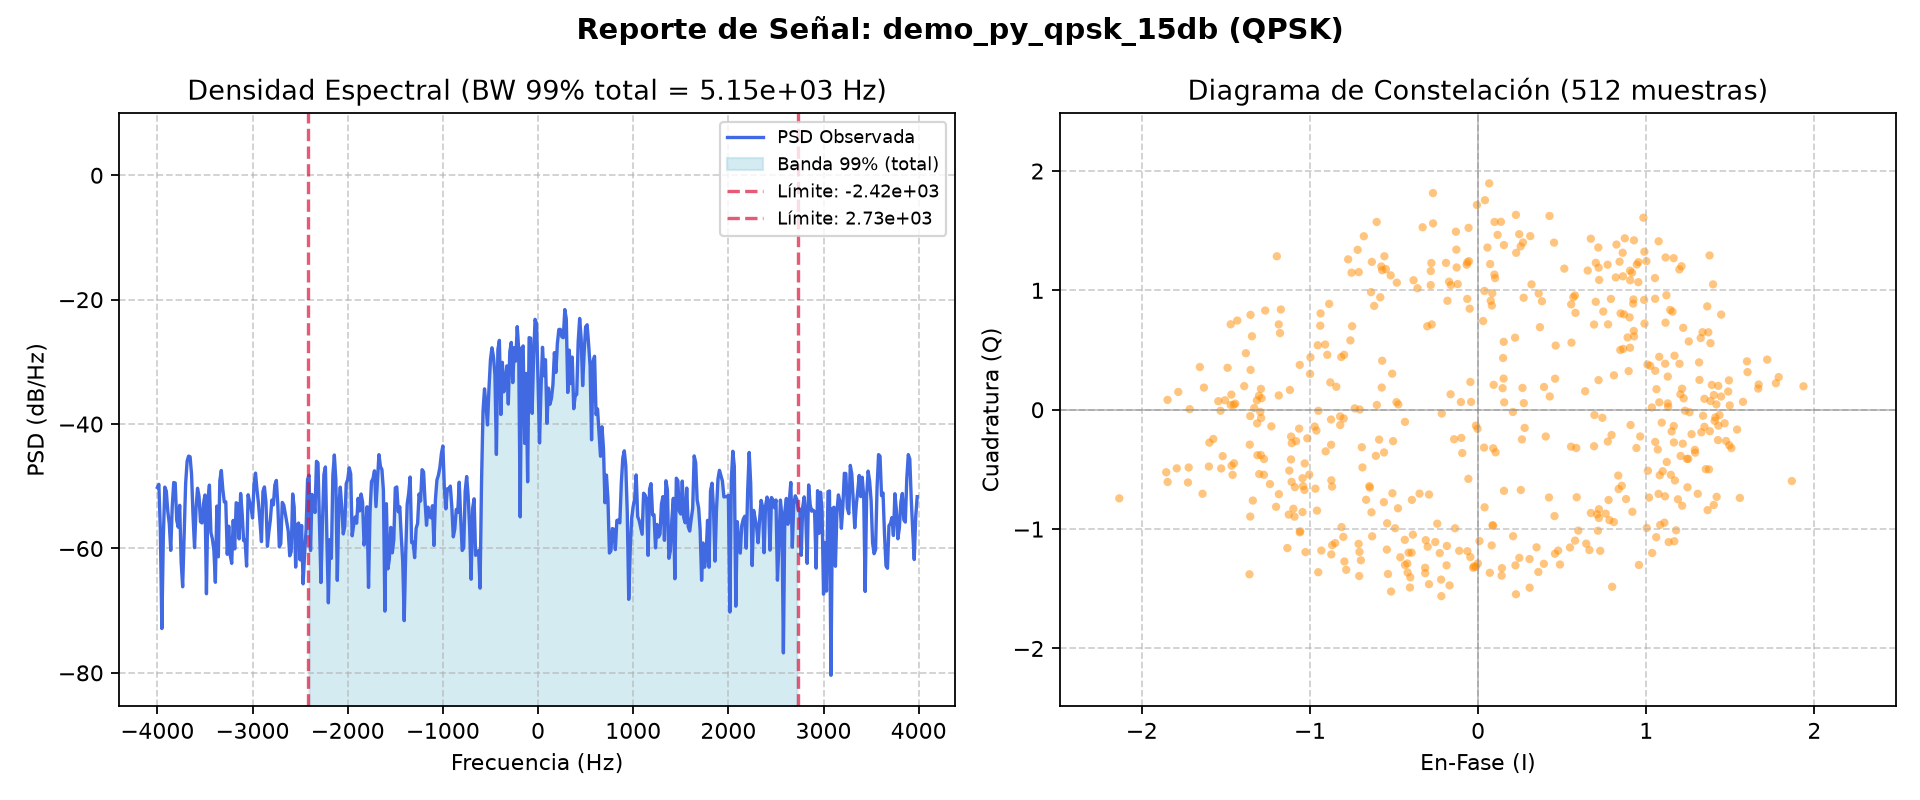 Reporte de Señal: demo_py_qpsk_15db (QPSK)
Densidad Espectral (BW 99% total = 5.15e+03 Hz)
PSD Observada
Banda 99% (total)
Límite: -2.42e+03
Límite: 2.73e+03
PSD (dB/Hz)
0
−20
−40
−60
−80
−4000 −3000 −2000 −1000 0 1000 2000 3000 4000
Frecuencia (Hz)
Diagrama de Constelación (512 muestras)
Cuadratura (Q)
2
1
0
−1
−2
−2 −1 0 1 2
En-Fase (I)